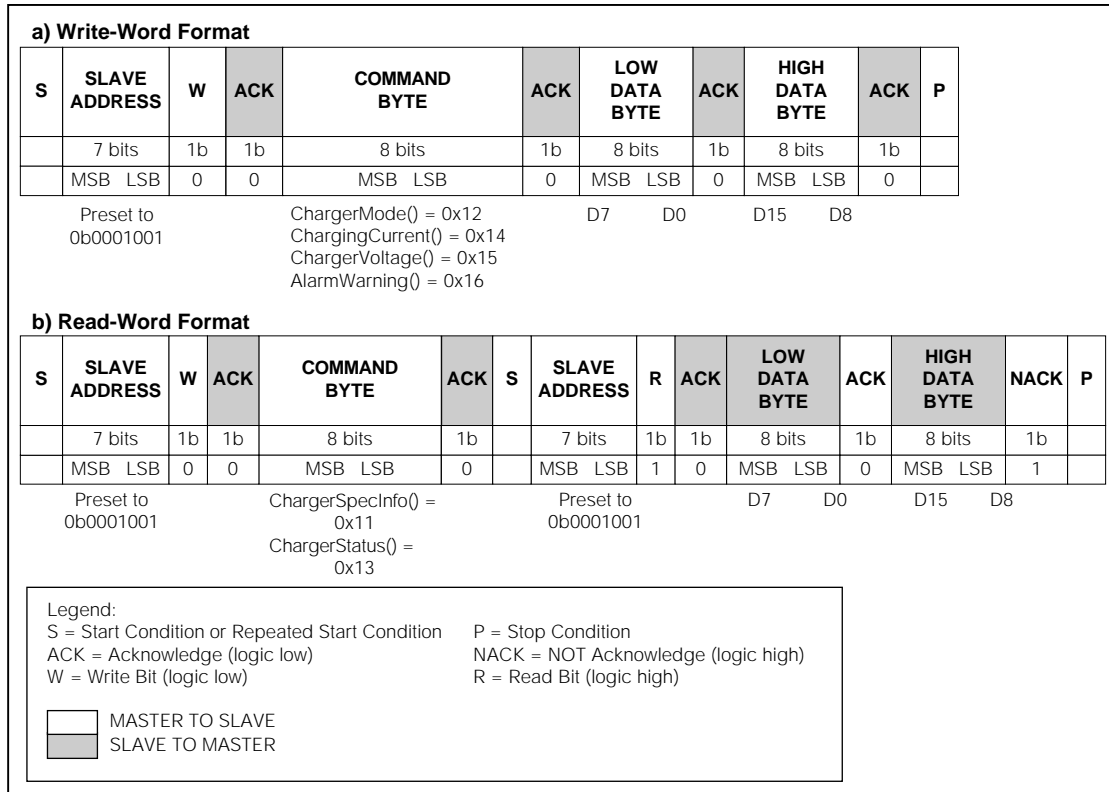 a) Write-Word Format
S SLAVE ADDRESS W ACK COMMAND BYTE ACK LOW DATA BYTE ACK HIGH DATA BYTE ACK P
7 bits 1b 1b 8 bits 1b 8 bits 1b 8 bits 1b
MSB LSB 0 0 MSB LSB 0 MSB LSB 0 MSB LSB 0
Preset to 0b0001001
ChargerMode() = 0x12
ChargingCurrent() = 0x14
ChargerVoltage() = 0x15
AlarmWarning() = 0x16
D7 D0 D15 D8
b) Read-Word Format
S SLAVE ADDRESS W ACK COMMAND BYTE ACK S SLAVE ADDRESS R ACK LOW DATA BYTE ACK HIGH DATA BYTE NACK P
7 bits 1b 1b 8 bits 1b 7 bits 1b 1b 8 bits 1b 8 bits 1b
MSB LSB 0 0 MSB LSB 0 MSB LSB 1 0 MSB LSB 0 MSB LSB 1
Preset to 0b0001001
ChargerSpecInfo() =
0x11
ChargerStatus() =
0x13
Preset to 0b0001001
D7 D0 D15 D8
Legend:
S = Start Condition or Repeated Start Condition P = Stop Condition
ACK = Acknowledge (logic low) NACK = NOT Acknowledge (logic high)
W = Write Bit (logic low) R = Read Bit (logic high)
MASTER TO SLAVE
SLAVE TO MASTER